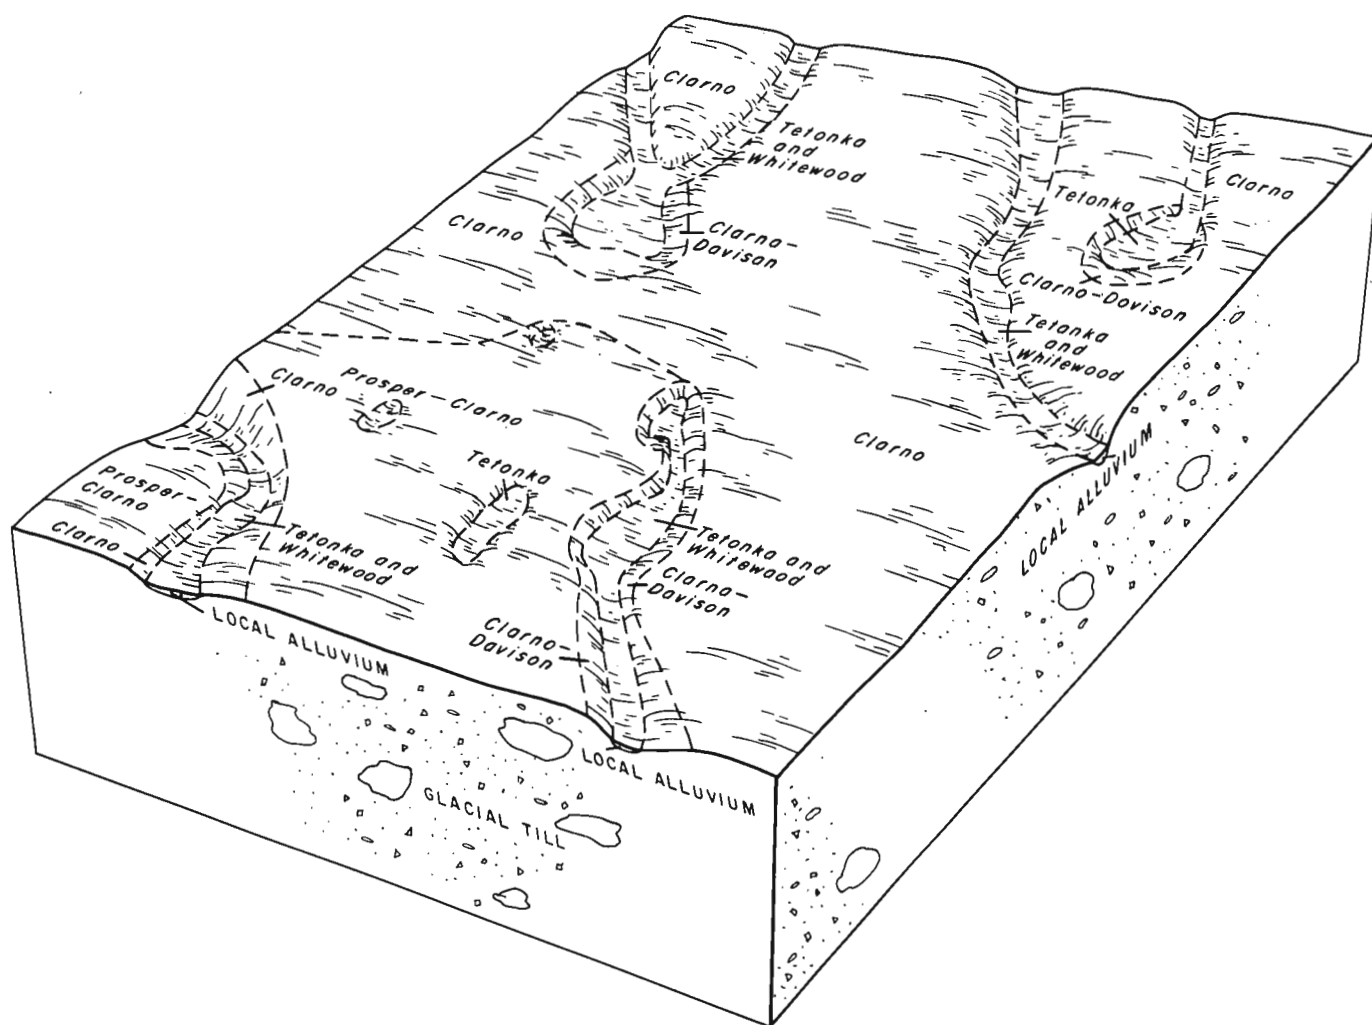 Clarno
Tetonka
and
Whitewood
Clarno
Tetonka
Clarno
Clarno-
Davison
Clarno-Davison
Tetonka
and
Whitewood
Clarno
Prosper-Clarno
Clarno
Tetonka
Prosper-
Clarno
Clarno
Tetonka and
Whitewood
Tetonka and
Whitewood
Clarno-
Davison
Clarno-
Davison
LOCAL ALLUVIUM
LOCAL ALLUVIUM
LOCAL ALLUVIUM
GLACIAL TILL